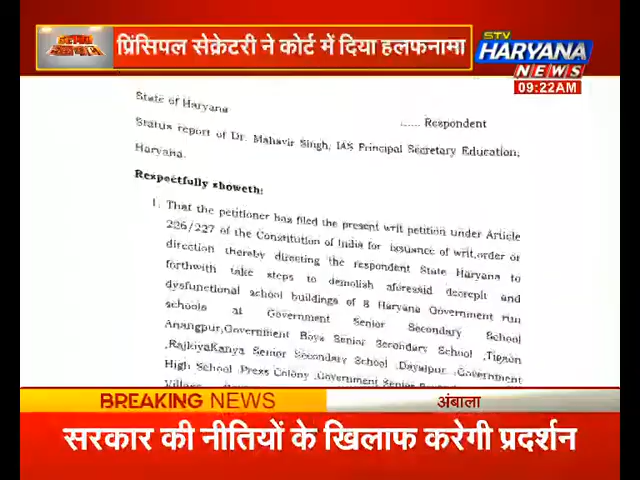 प्रिंसिपल सेक्रेटरी ने कोर्ट में दिया हलफनामा
STV
HARYANA
NEWS
09:22AM
State of Haryana
...... Respondent
Status report of Dr. Mahavir Singh, IAS Principal Secretary Education,
Haryana.
Respectfully showeth:
1. That the petitioner has filed the present writ petition under Article
226/227 of the Constitution of India for issuance of writ,order or
direction thereby directing the respondent State Haryana to
forthwith take steps to demolish aforesaid decrepit and
dysfunctional school buildings of 8 Haryana Government run
schools at Government Senior Secondary School
Anangpur,Government Boys Senior Secondary School ,Tigaon
,RajkiyaKanya Senior Secondary School ,Dayalpur ,Government
High School ,Press Colony ,Government Senior
Village
BREAKING NEWS
अंबाला
सरकार की नीतियों के खिलाफ करेगी प्रदर्शन